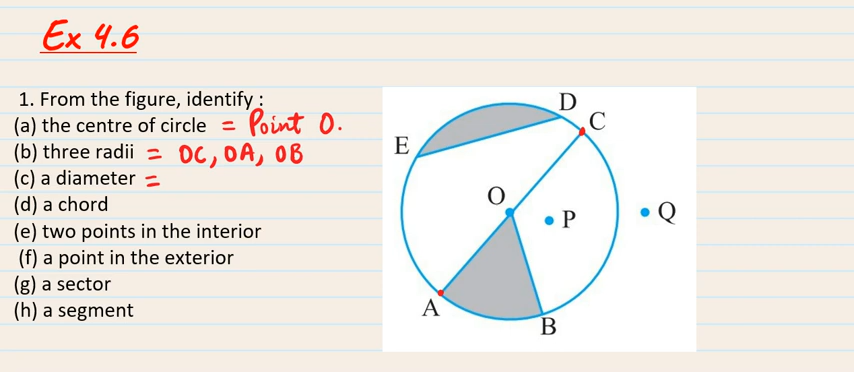 Ex 4.6
1. From the figure, identify :
(a) the centre of circle = Point O.
(b) three radii = OC, OA, OB
(c) a diameter =
(d) a chord
(e) two points in the interior
(f) a point in the exterior
(g) a sector
(h) a segment
D
C
E
O
P
Q
A
B